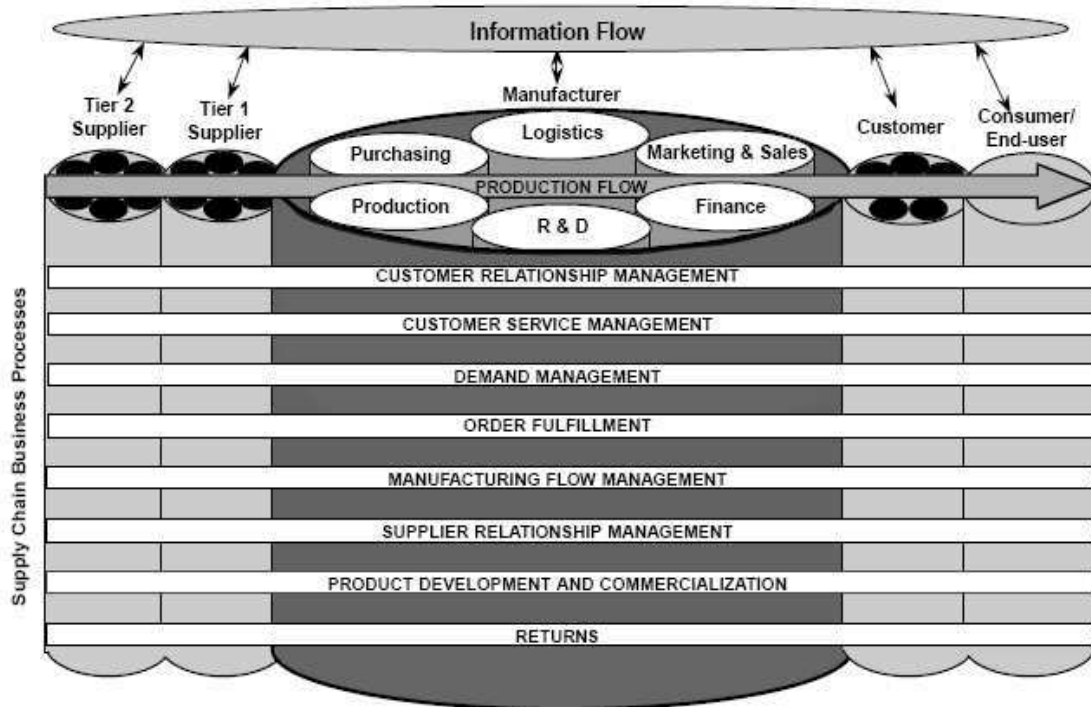 Information Flow
Manufacturer
Tier 2
Supplier
Tier 1
Supplier
Customer
Consumer/
End-user
Logistics
Purchasing
Marketing & Sales
PRODUCTION FLOW
Production
R & D
Finance
Supply Chain Business Processes
CUSTOMER RELATIONSHIP MANAGEMENT
CUSTOMER SERVICE MANAGEMENT
DEMAND MANAGEMENT
ORDER FULFILLMENT
MANUFACTURING FLOW MANAGEMENT
SUPPLIER RELATIONSHIP MANAGEMENT
PRODUCT DEVELOPMENT AND COMMERCIALIZATION
RETURNS